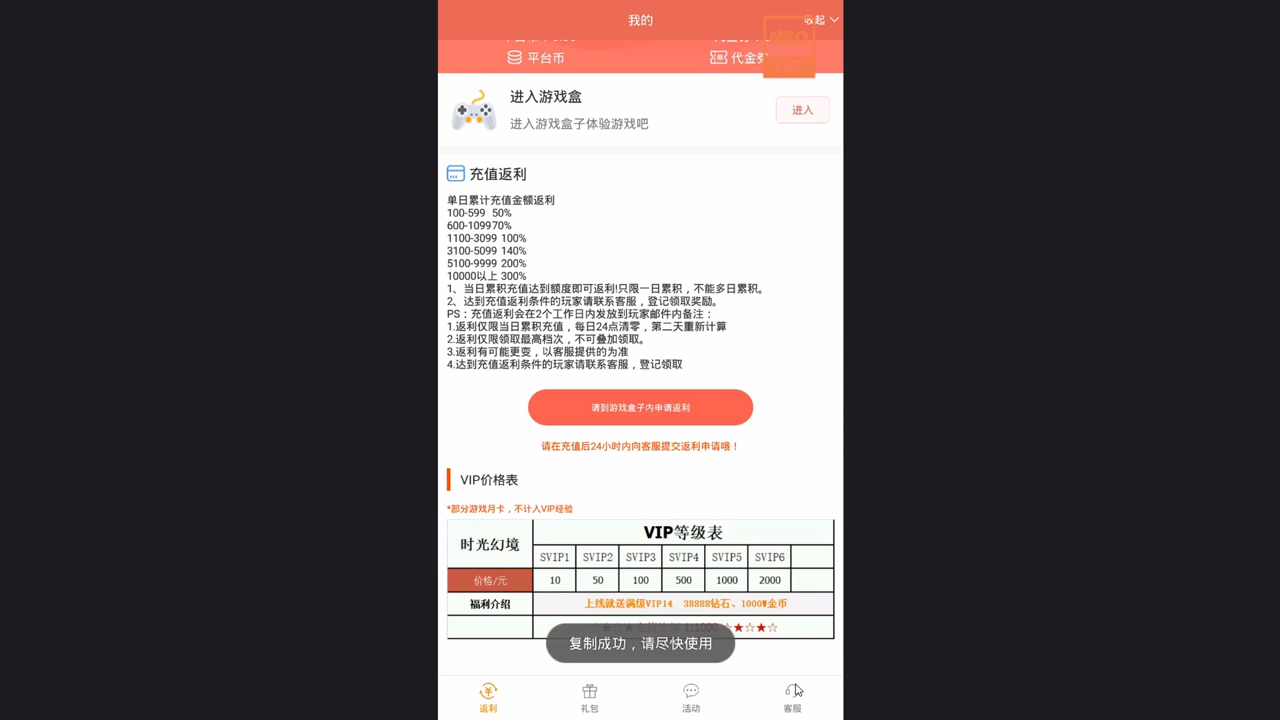 我的
收起
平台币
代金券
进入游戏盒
进入游戏盒子体验游戏吧
进入
充值返利
单日累计充值金额返利
100-599 50%
600-109970%
1100-3099 100%
3100-5099 140%
5100-9999 200%
10000以上 300%
1、当日累积充值达到额度即可返利!只限一日累积，不能多日累积。
2、达到充值返利条件的玩家请联系客服，登记领取奖励。
PS：充值返利会在2个工作日内发放到玩家邮件内备注：
1.返利仅限当日累积充值，每日24点清零，第二天重新计算
2.返利仅限领取最高档次，不可叠加领取。
3.返利有可能更变，以客服提供的为准
4.达到充值返利条件的玩家请联系客服，登记领取
请到游戏盒子内申请返利
请在充值后24小时内向客服提交返利申请哦！
VIP价格表
*部分游戏月卡，不计入VIP经验
时光幻境
VIP等级表
SVIP1 SVIP2 SVIP3 SVIP4 SVIP5 SVIP6
价格/元 10 50 100 500 1000 2000
福利介绍 上线就送满级VIP14 38888钻石、1000W金币
☆★☆★☆
复制成功，请尽快使用
返利 礼包 活动 客服